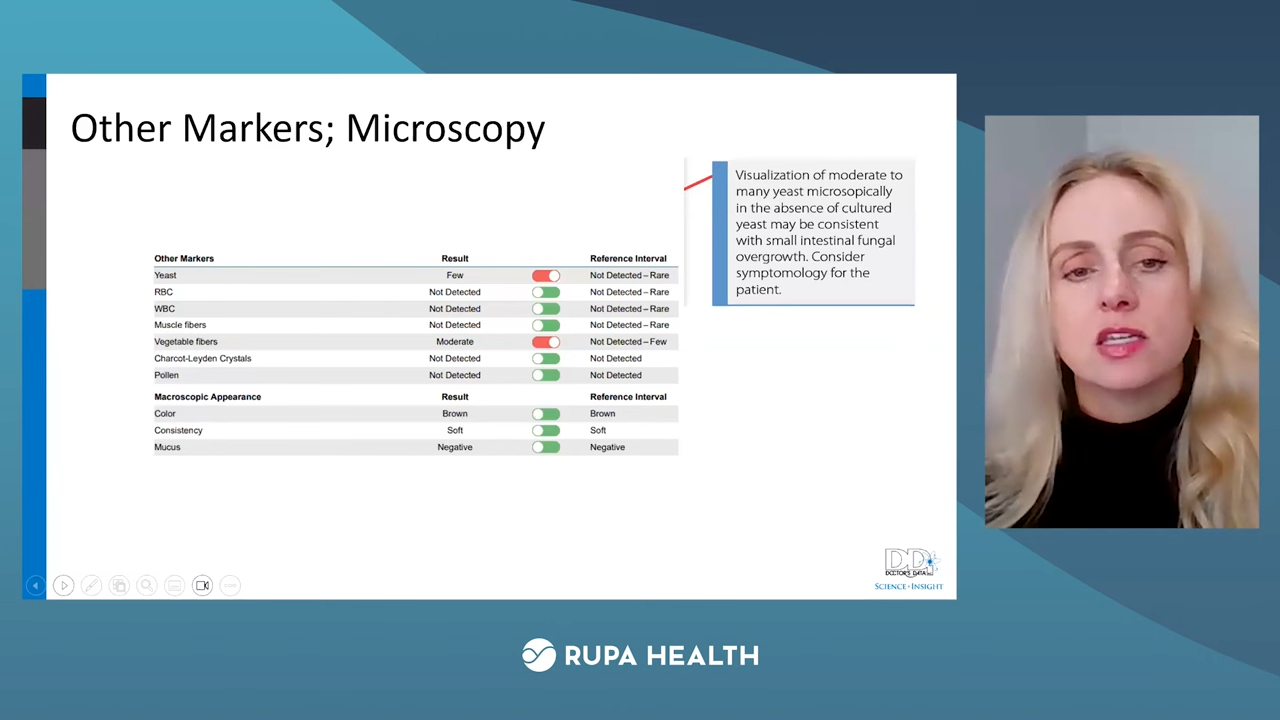 Other Markers; Microscopy
Visualization of moderate to
many yeast microsopically
in the absence of cultured
yeast may be consistent
with small intestinal fungal
overgrowth. Consider
symptomology for the
patient.
Other Markers Result Reference Interval
Yeast Few Not Detected – Rare
RBC Not Detected Not Detected – Rare
WBC Not Detected Not Detected – Rare
Muscle fibers Not Detected Not Detected – Rare
Vegetable fibers Moderate Not Detected – Few
Charcot-Leyden Crystals Not Detected Not Detected
Pollen Not Detected Not Detected
Macroscopic Appearance Result Reference Interval
Color Brown Brown
Consistency Soft Soft
Mucus Negative Negative
DDI
DOCTOR'S DATA INC.
SCIENCE + INSIGHT
RUPA HEALTH